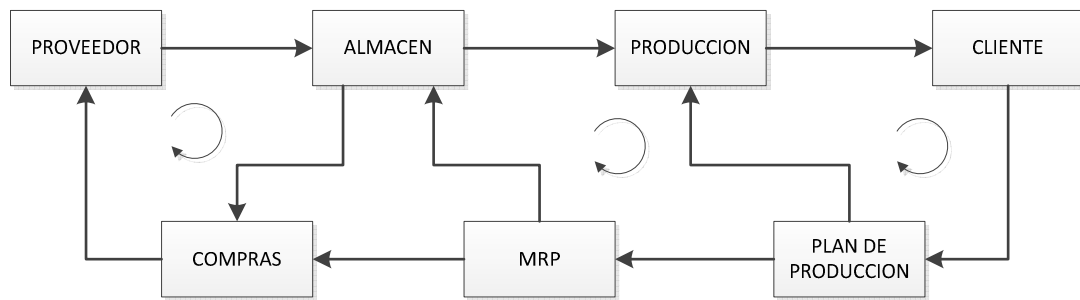 PROVEEDOR
ALMACEN
PRODUCCION
CLIENTE
COMPRAS
MRP
PLAN DE
PRODUCCION